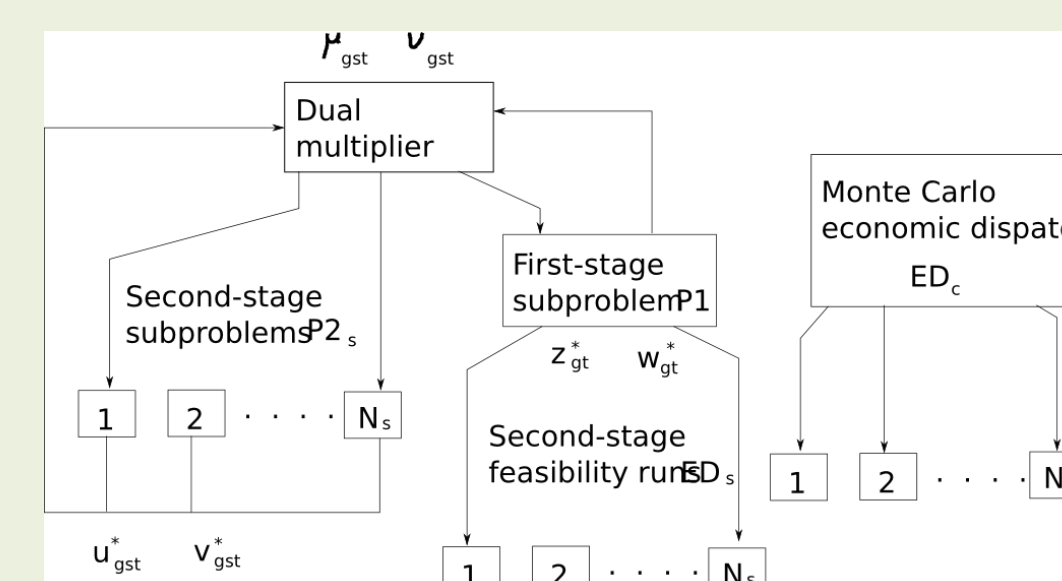 μgst νgst
Dual
multiplier
Monte Carlo
economic
EDc
First-stage
subproblem P1
Second-stage
subproblems P2s
z*gt w*gt
1 2 . . . . Ns
Second-stage
feasibility runs EDs
1 2 . . . . N
u*gst v*gst
1 2 . . . . Ns